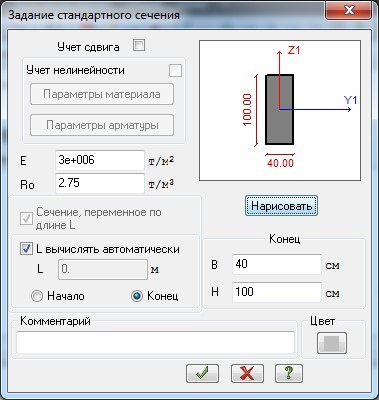 Задание стандартного сечения
Учет сдвига
Учет нелинейности
Параметры материала
Параметры арматуры
E 3e+006 т/м²
Ro 2.75 т/м³
Z1
Y1
100.00
40.00
Нарисовать
Сечение, переменное по
длине L
L вычислять автоматически
L 0. м
Начало Конец
Конец
B 40 см
H 100 см
Комментарий
Цвет
?